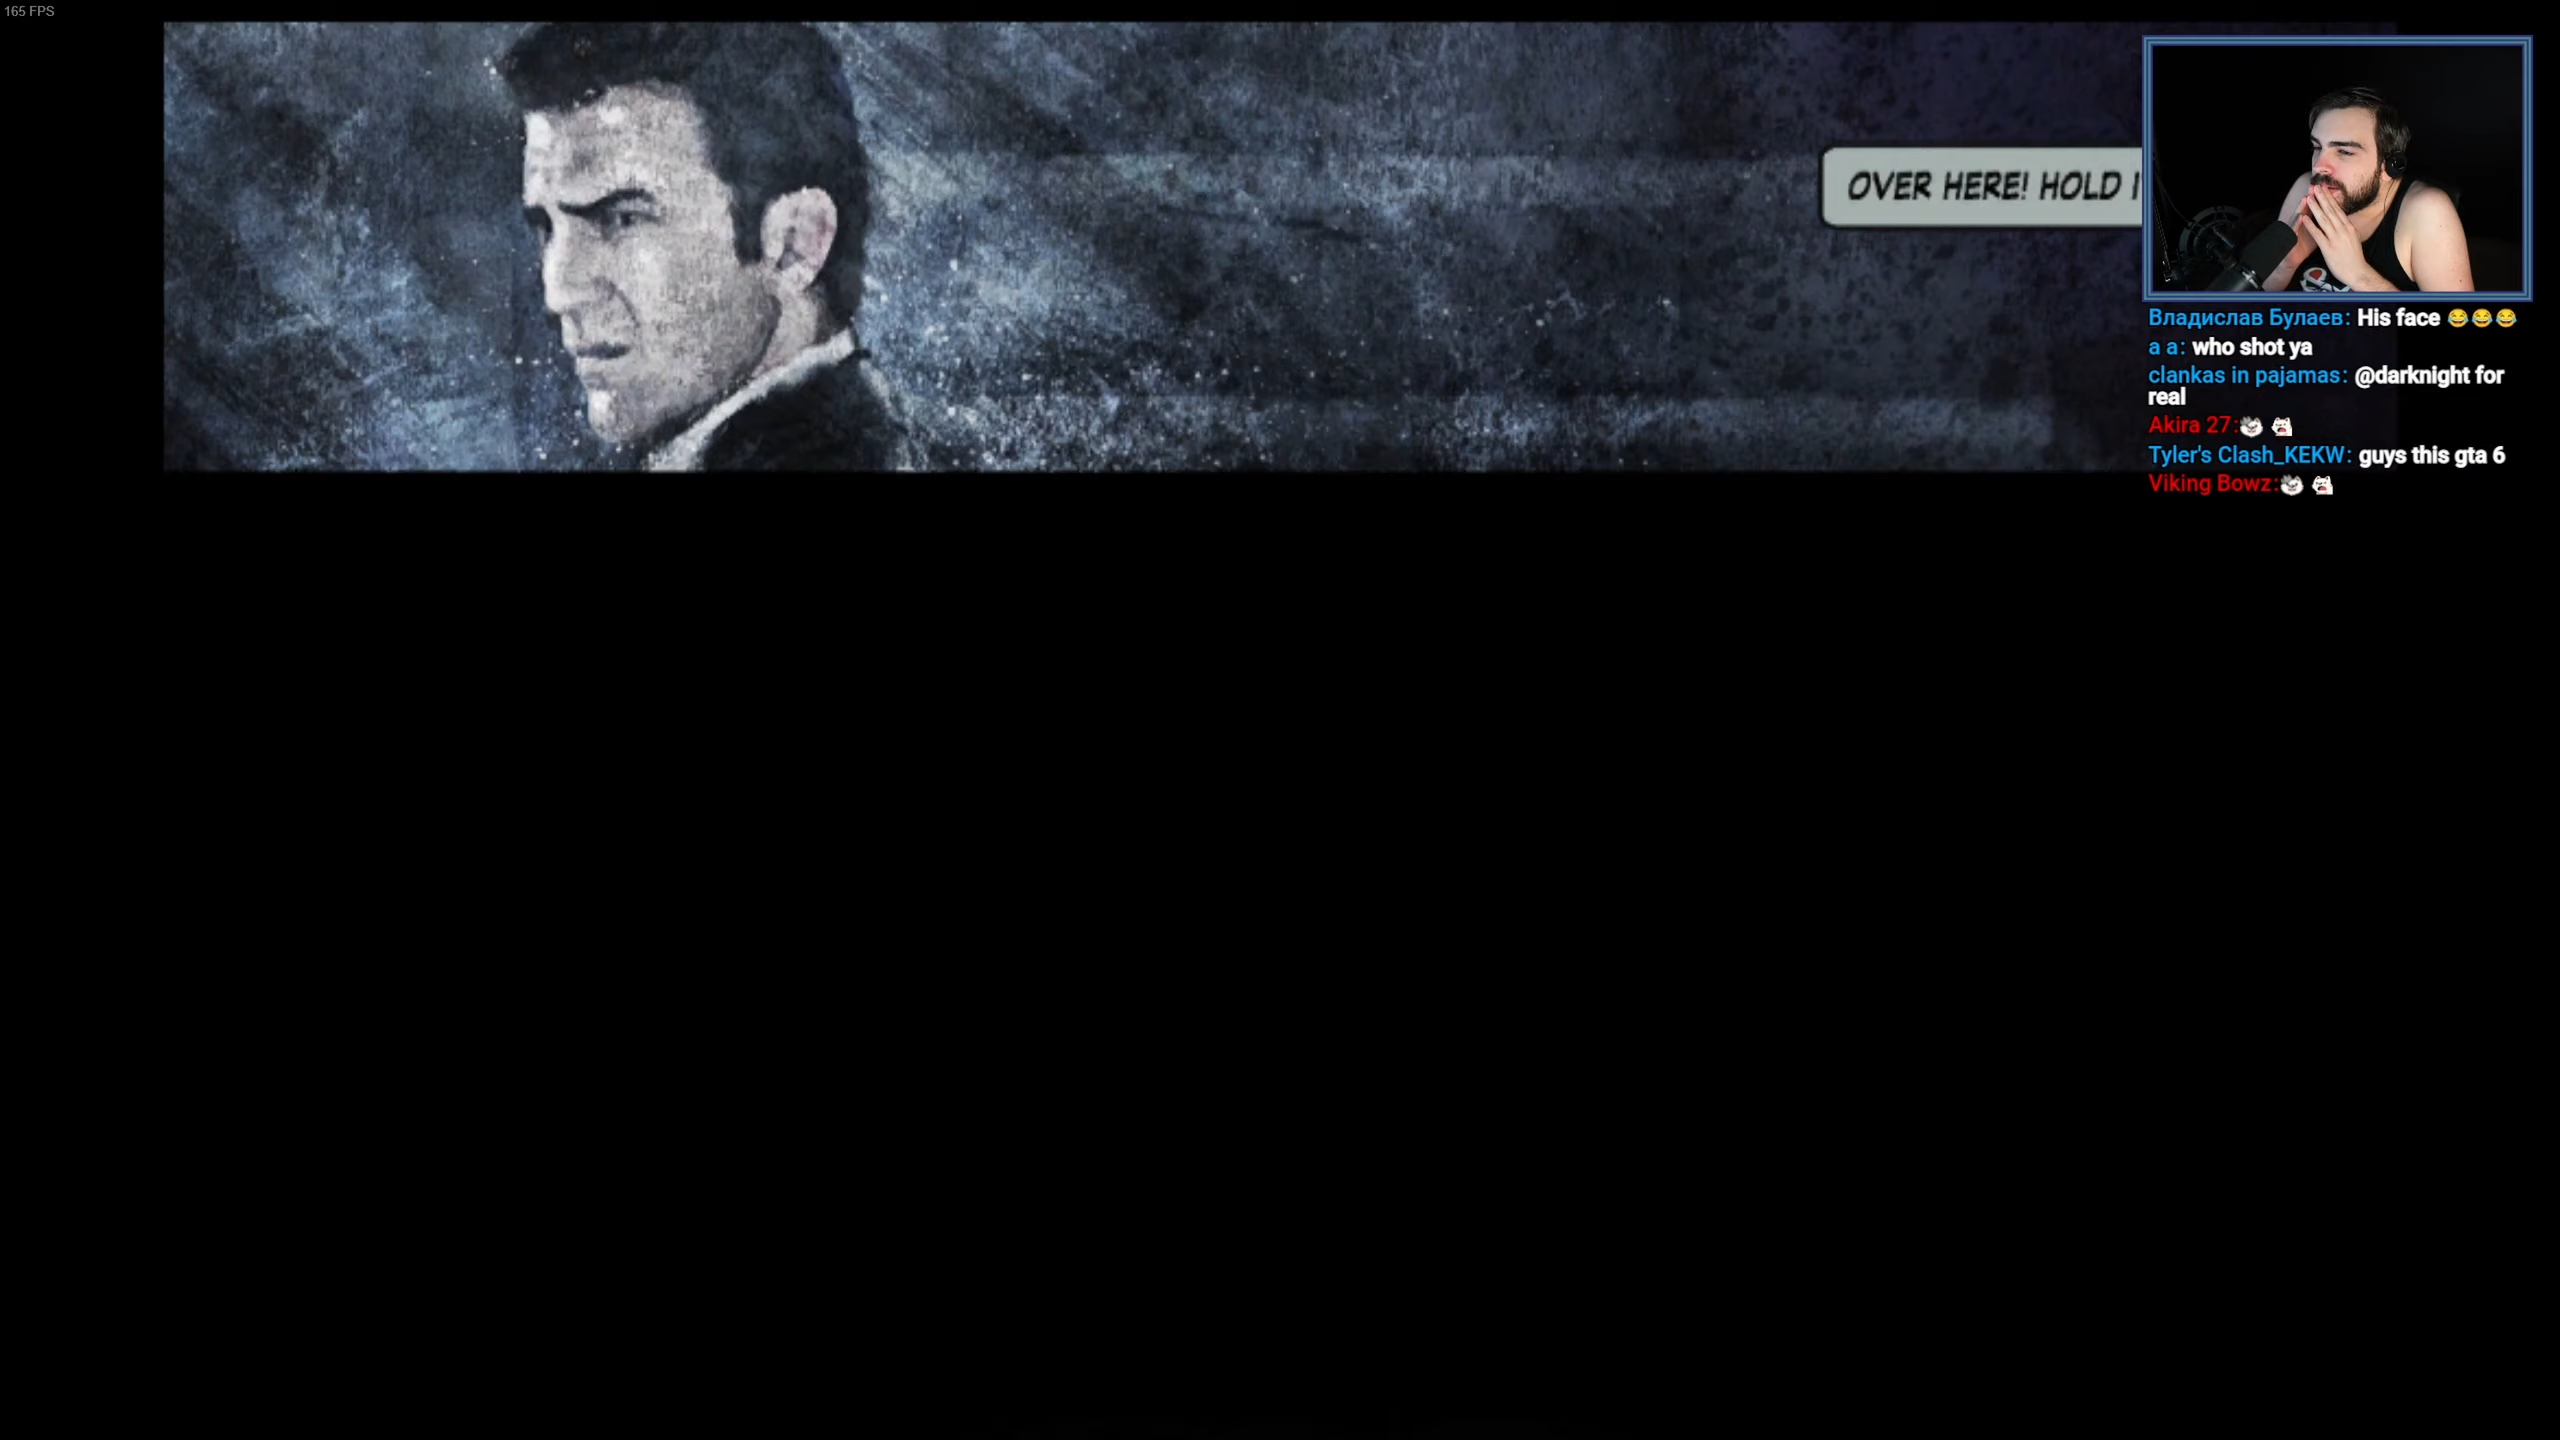 165 FPS
OVER HERE! HOLD
Владислав Булаев: His face 😂😂😂
a a: who shot ya
clankas in pajamas: @darknight for
real
Akira 27:
Tyler's Clash_KEKW: guys this gta 6
Viking Bowz: